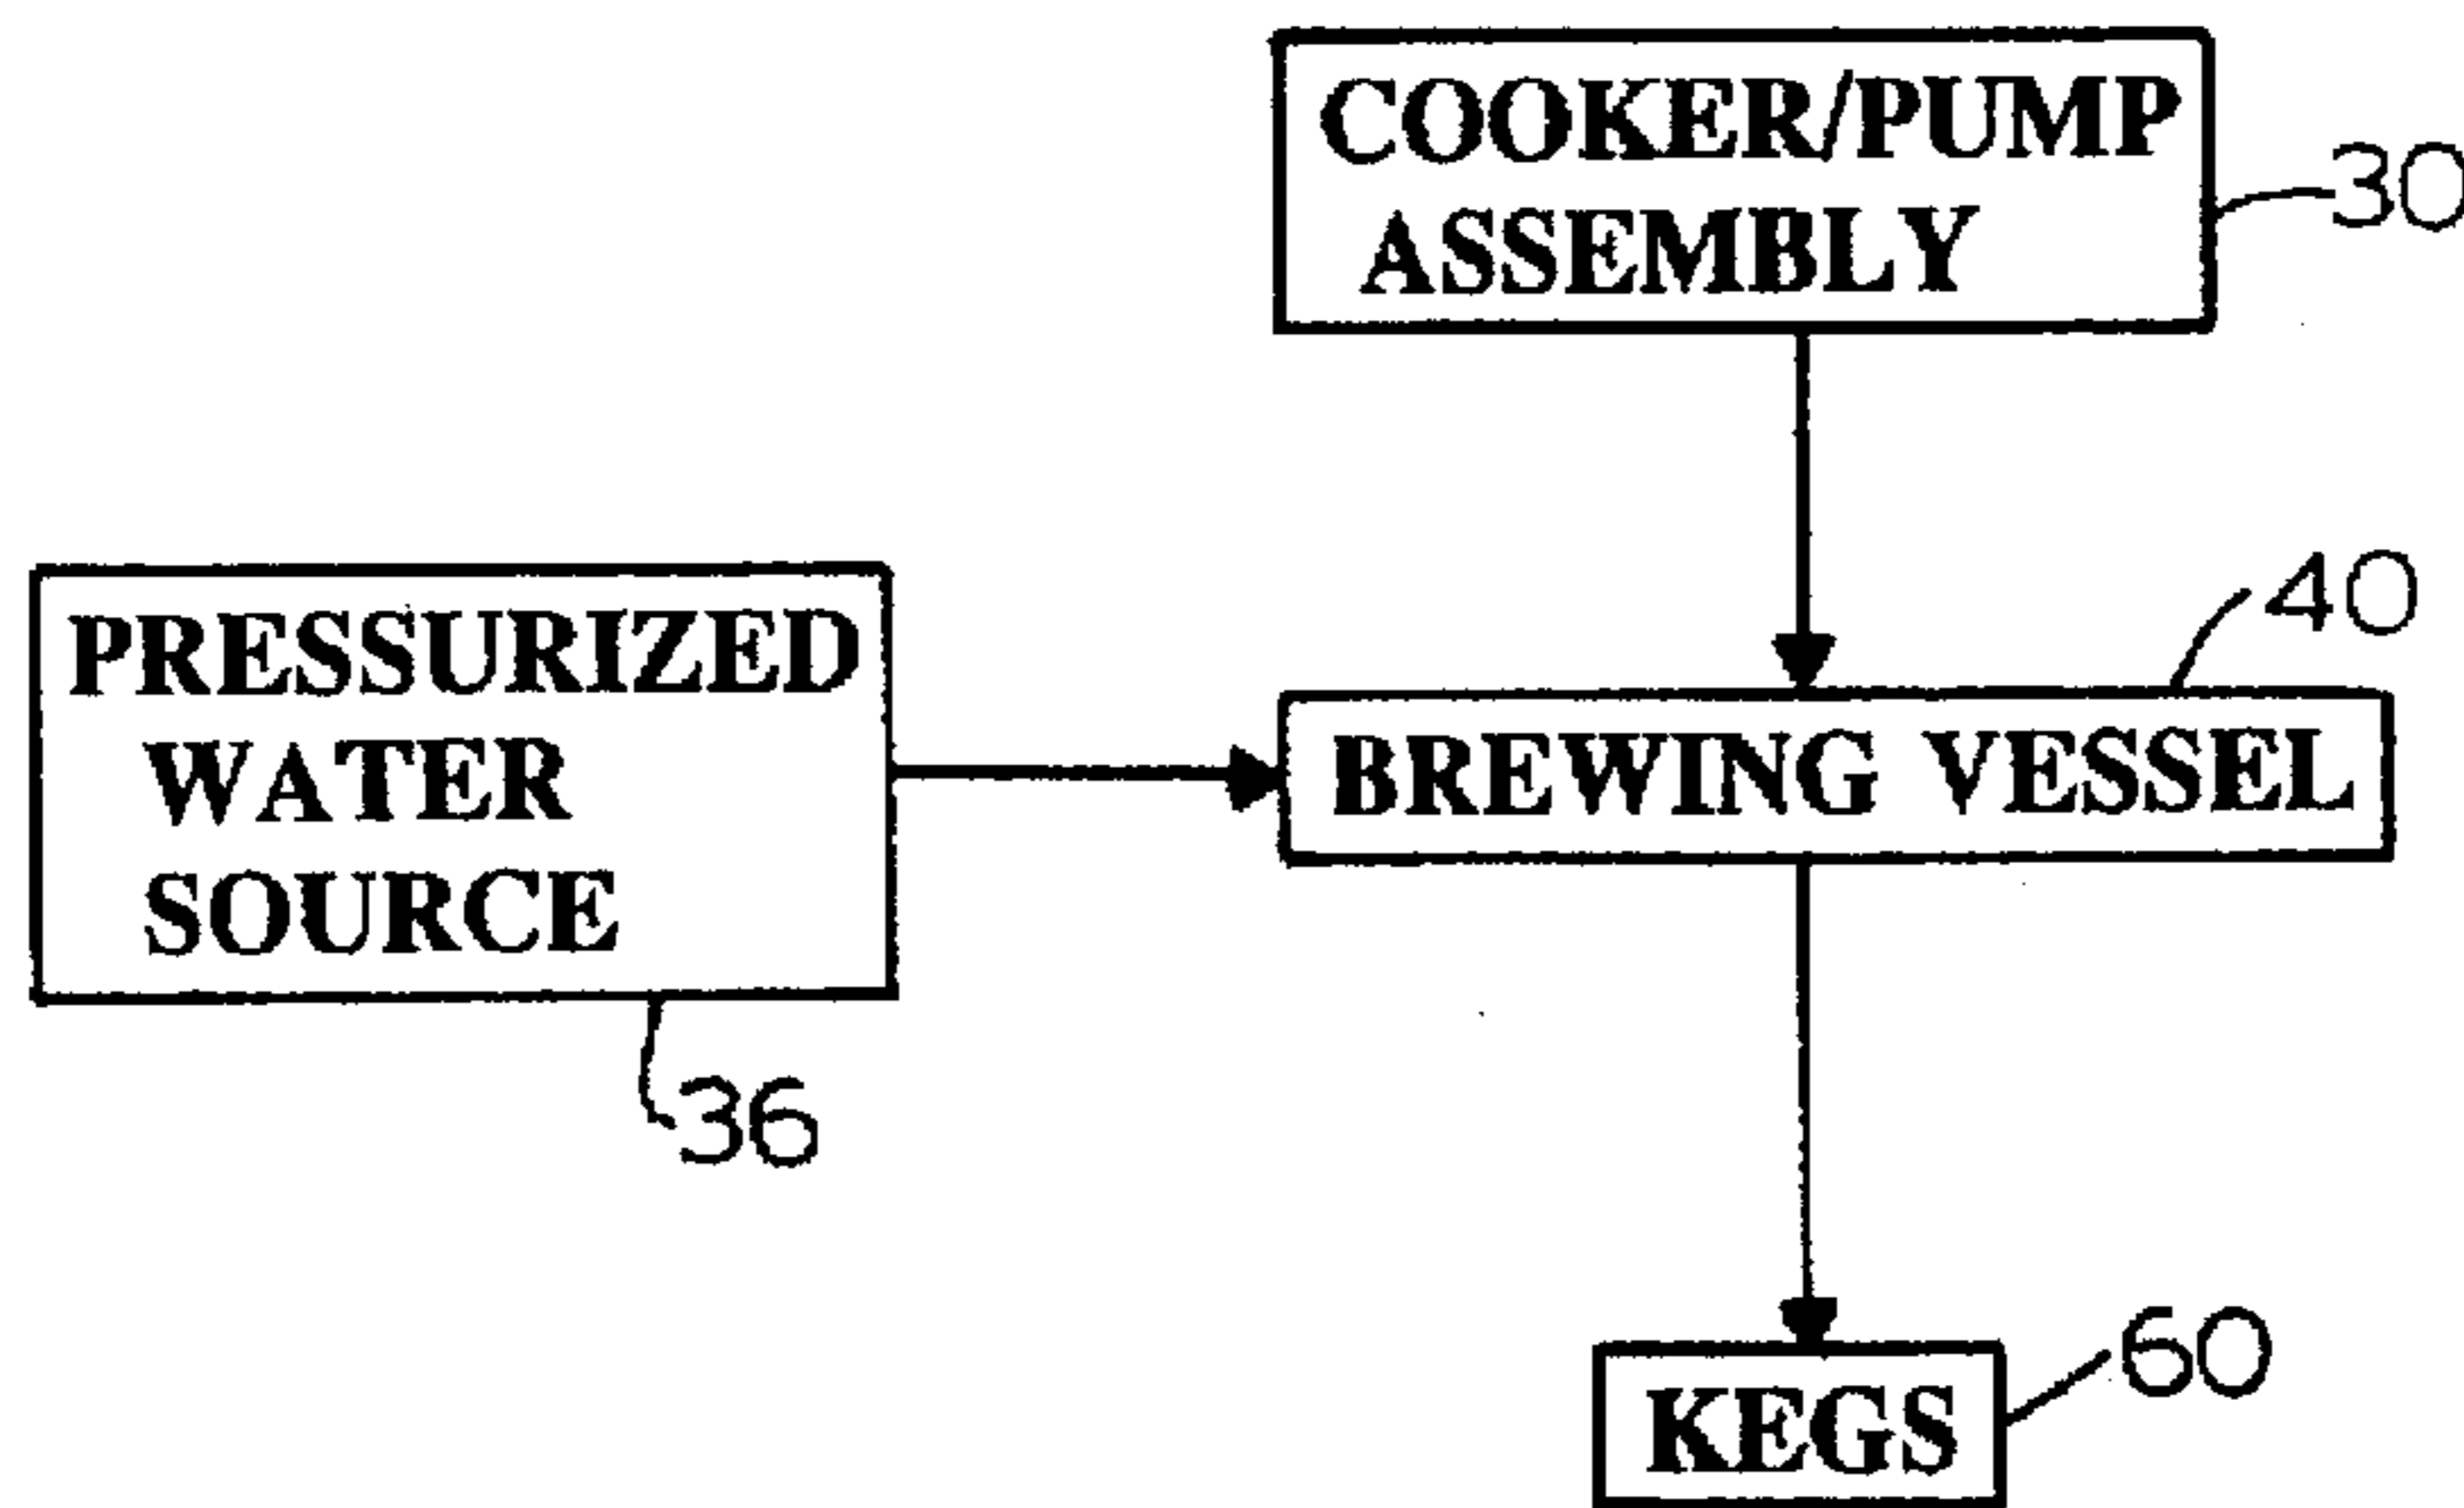 COOKER/PUMP
ASSEMBLY
30
40
PRESSURIZED
WATER
SOURCE
BREWING VESSEL
36
60
KEGS